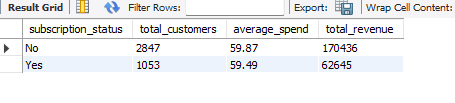 Result Grid Filter Rows: Export: Wrap Cell Content:
subscription_status total_customers average_spend total_revenue
No 2847 59.87 170436
Yes 1053 59.49 62645